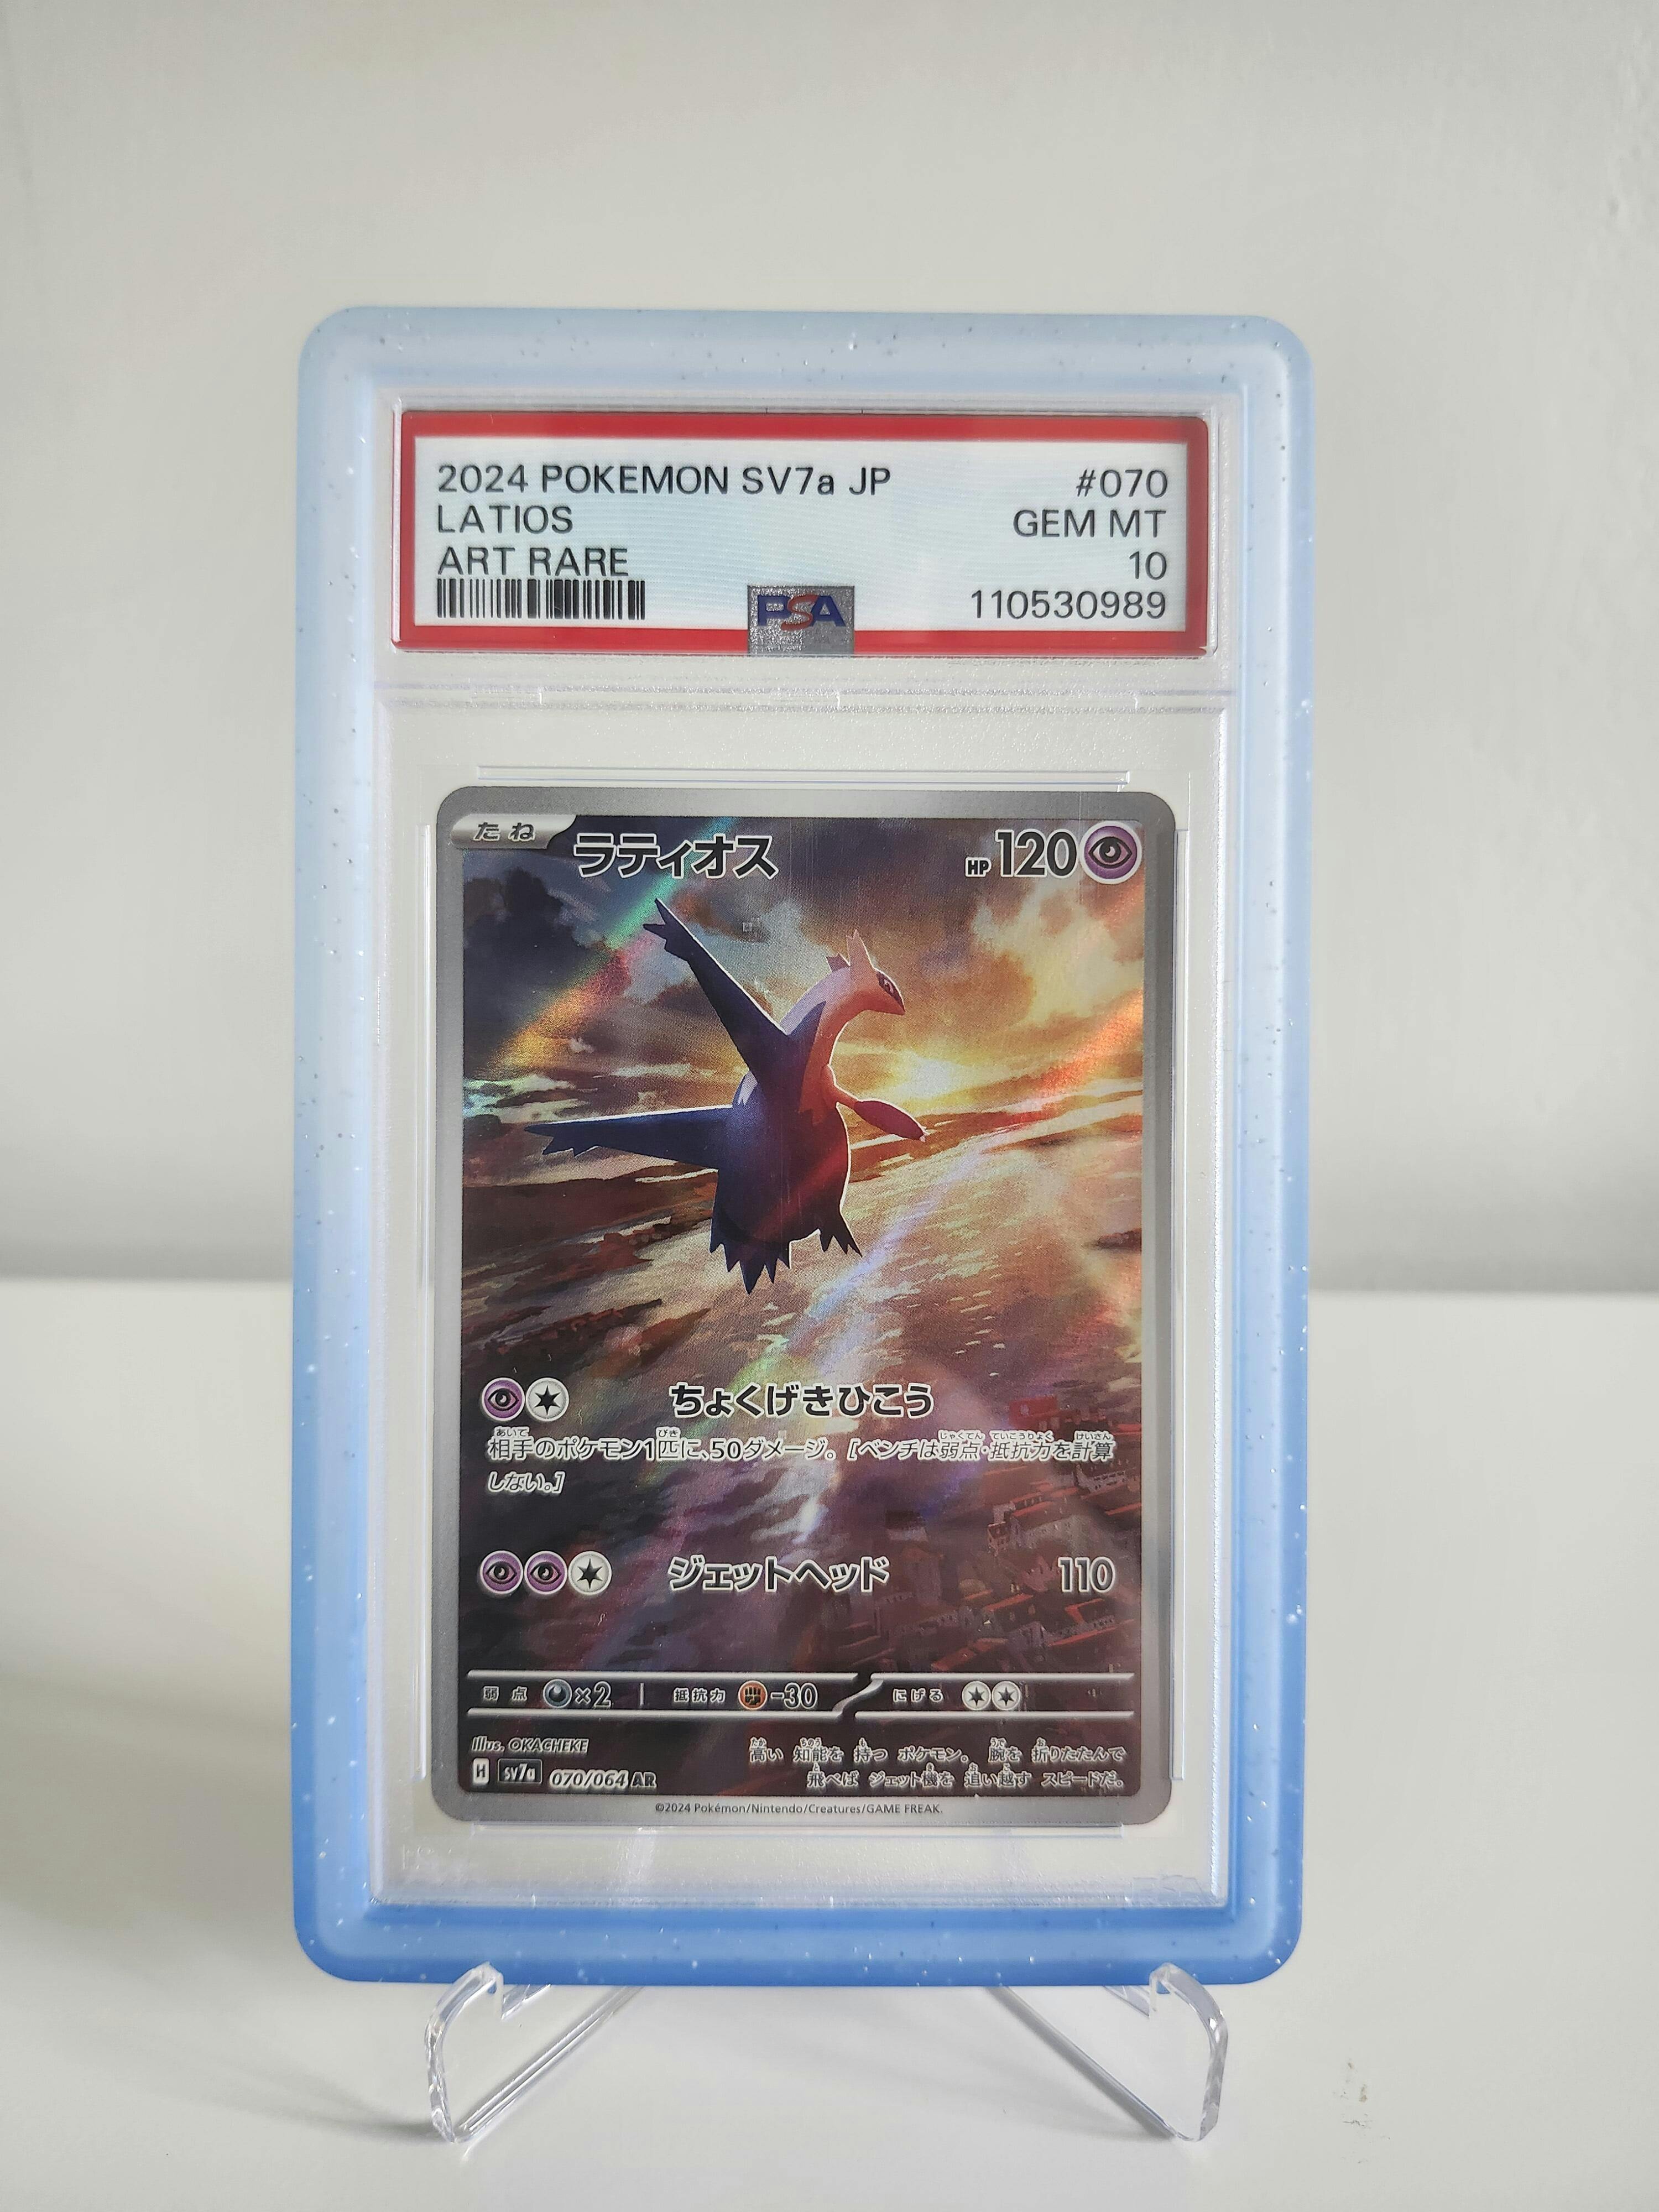 2024 POKEMON SV7a JP #070
LATIOS GEM MT
ART RARE 10
PSA 110530989
たね ラティオス HP 120
ちょくげきひこう
相手のポケモン1匹に、50ダメージ。[ベンチは弱点・抵抗力を計算
しない。]
ジェットヘッド 110
弱点 ×2 抵抗力 -30 にげる
Illus. OKACHEKE
高い 知能を 持つ ポケモン。 腕を 折りたたんで
飛べば ジェット機を 追い越す スピードだ。
H sv7a 070/064 AR
©2024 Pokémon/Nintendo/Creatures/GAME FREAK.